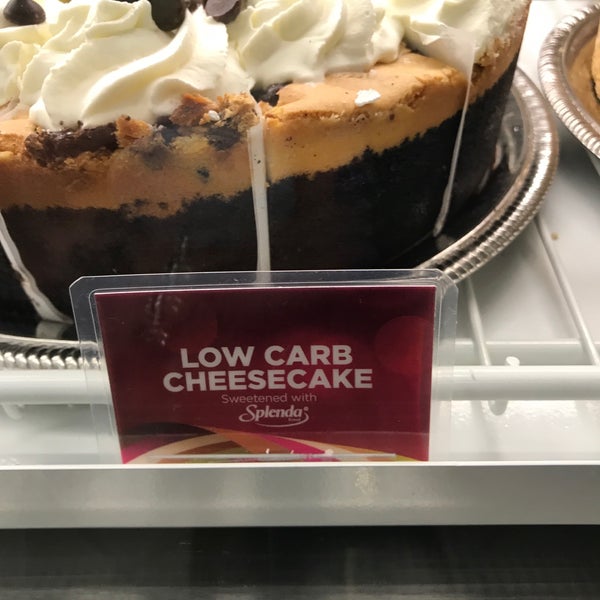 LOW CARB
CHEESECAKE
Sweetened with
Splenda®